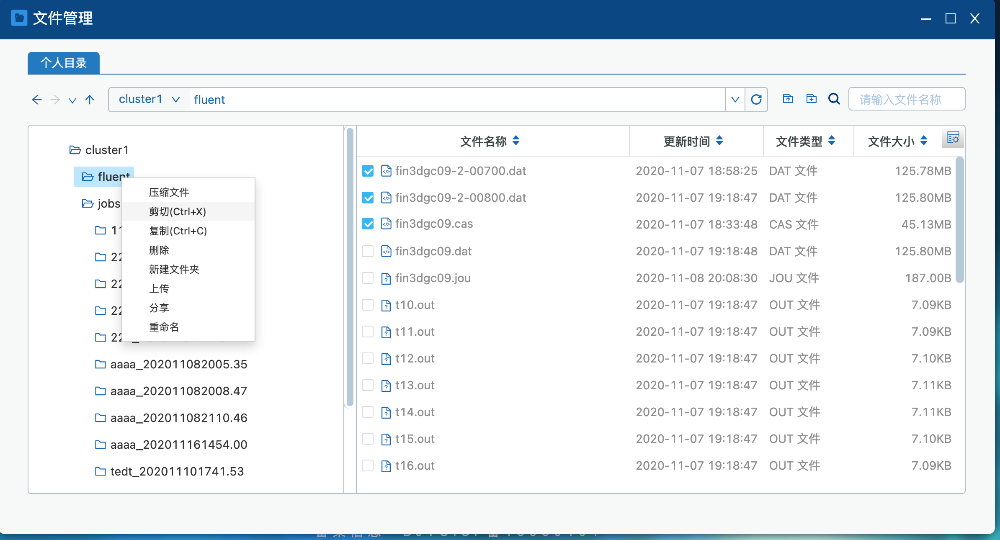 文件管理
个人目录
cluster1 fluent 请输入文件名称
cluster1
fluent
jobs
压缩文件
剪切(Ctrl+X)
复制(Ctrl+C)
删除
新建文件夹
上传
分享
重命名
aaaa_202011082005.35
aaaa_202011082008.47
aaaa_202011082110.46
aaaa_202011161454.00
tedt_202011101741.53
文件名称 更新时间 文件类型 文件大小
fin3dgc09-2-00700.dat 2020-11-07 18:58:25 DAT 文件 125.78MB
fin3dgc09-2-00800.dat 2020-11-07 19:18:47 DAT 文件 125.80MB
fin3dgc09.cas 2020-11-07 18:33:48 CAS 文件 45.13MB
fin3dgc09.dat 2020-11-07 19:18:48 DAT 文件 125.80MB
fin3dgc09.jou 2020-11-08 20:08:30 JOU 文件 187.00B
t10.out 2020-11-07 19:18:47 OUT 文件 7.09KB
t11.out 2020-11-07 19:18:47 OUT 文件 7.09KB
t12.out 2020-11-07 19:18:47 OUT 文件 7.10KB
t13.out 2020-11-07 19:18:47 OUT 文件 7.11KB
t14.out 2020-11-07 19:18:47 OUT 文件 7.11KB
t15.out 2020-11-07 19:18:47 OUT 文件 7.10KB
t16.out 2020-11-07 19:18:47 OUT 文件 7.09KB